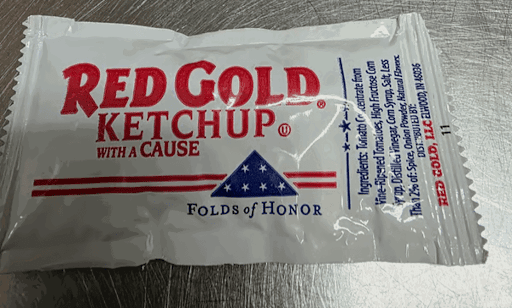 RED GOLD®
KETCHUP Ⓤ
WITH A CAUSE
FOLDS of HONOR
Ingredients: Tomato Concentrate from
Vine-Ripened Tomatoes, High Fructose Corn
Syrup, Distilled Vinegar, Corn Syrup, Salt, Less
Than 2% of: Spice, Onion Powder, Natural Flavors.
DISTRIBUTED BY:
RED GOLD, LLC ELWOOD, IN 46036
11